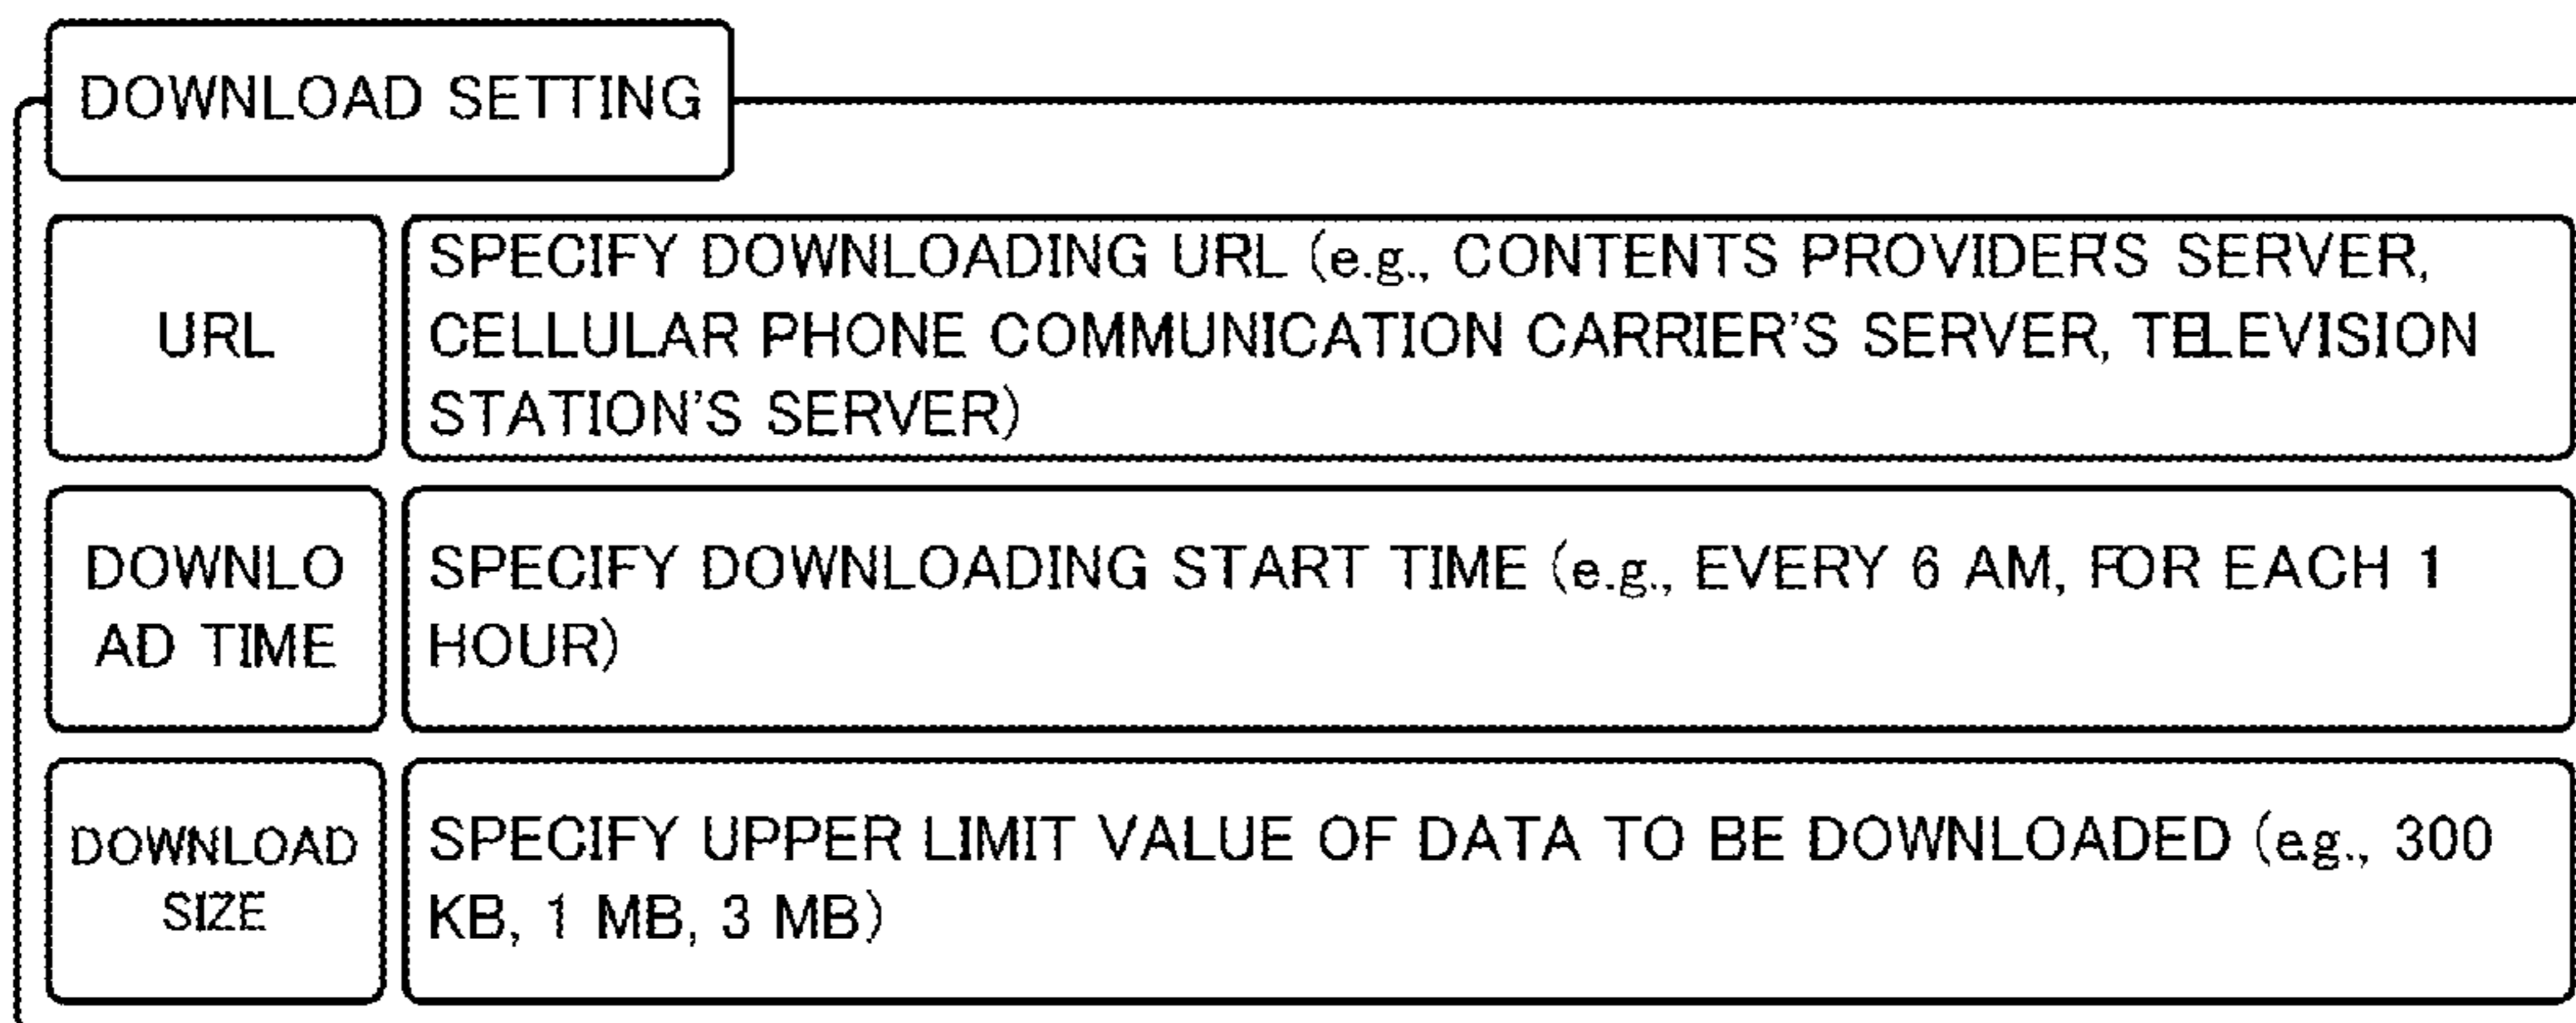 DOWNLOAD SETTING
URL
SPECIFY DOWNLOADING URL (e.g., CONTENTS PROVIDER'S SERVER,
CELLULAR PHONE COMMUNICATION CARRIER'S SERVER, TELEVISION
STATION'S SERVER)
DOWNLO
AD TIME
SPECIFY DOWNLOADING START TIME (e.g., EVERY 6 AM, FOR EACH 1
HOUR)
DOWNLOAD
SIZE
SPECIFY UPPER LIMIT VALUE OF DATA TO BE DOWNLOADED (e.g., 300
KB, 1 MB, 3 MB)